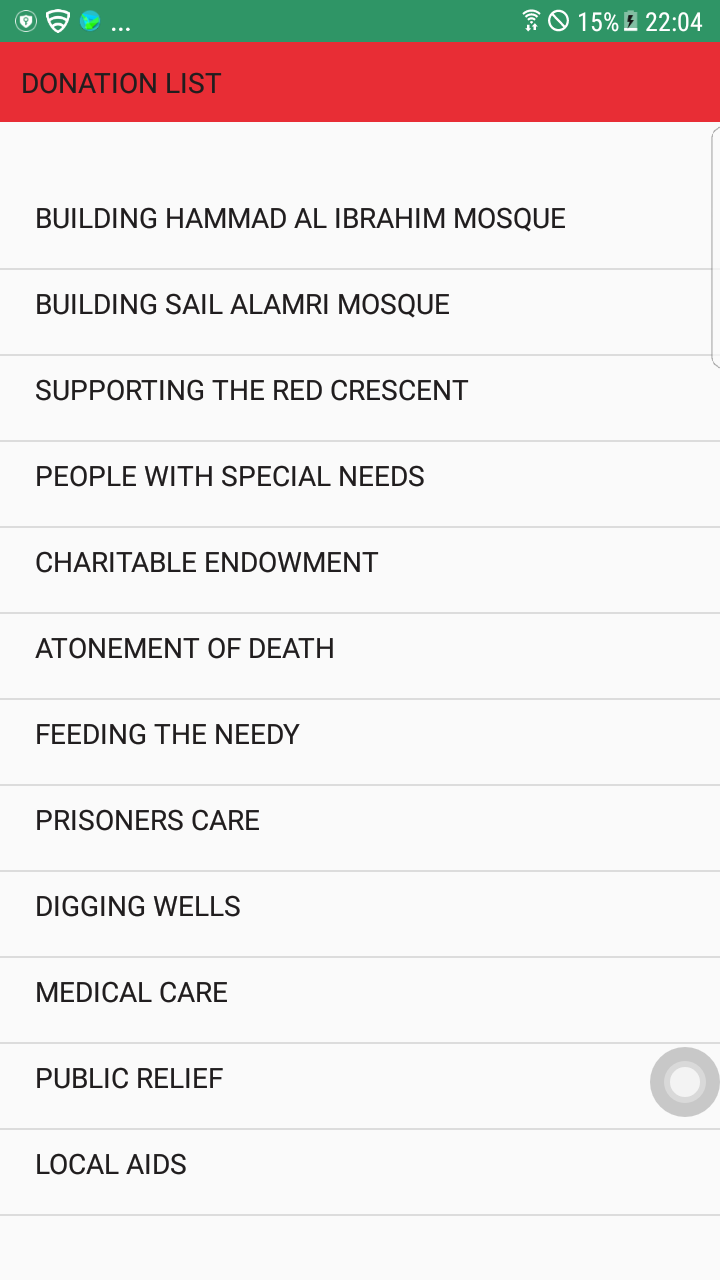 ... 15% 22:04
DONATION LIST
BUILDING HAMMAD AL IBRAHIM MOSQUE
BUILDING SAIL ALAMRI MOSQUE
SUPPORTING THE RED CRESCENT
PEOPLE WITH SPECIAL NEEDS
CHARITABLE ENDOWMENT
ATONEMENT OF DEATH
FEEDING THE NEEDY
PRISONERS CARE
DIGGING WELLS
MEDICAL CARE
PUBLIC RELIEF
LOCAL AIDS